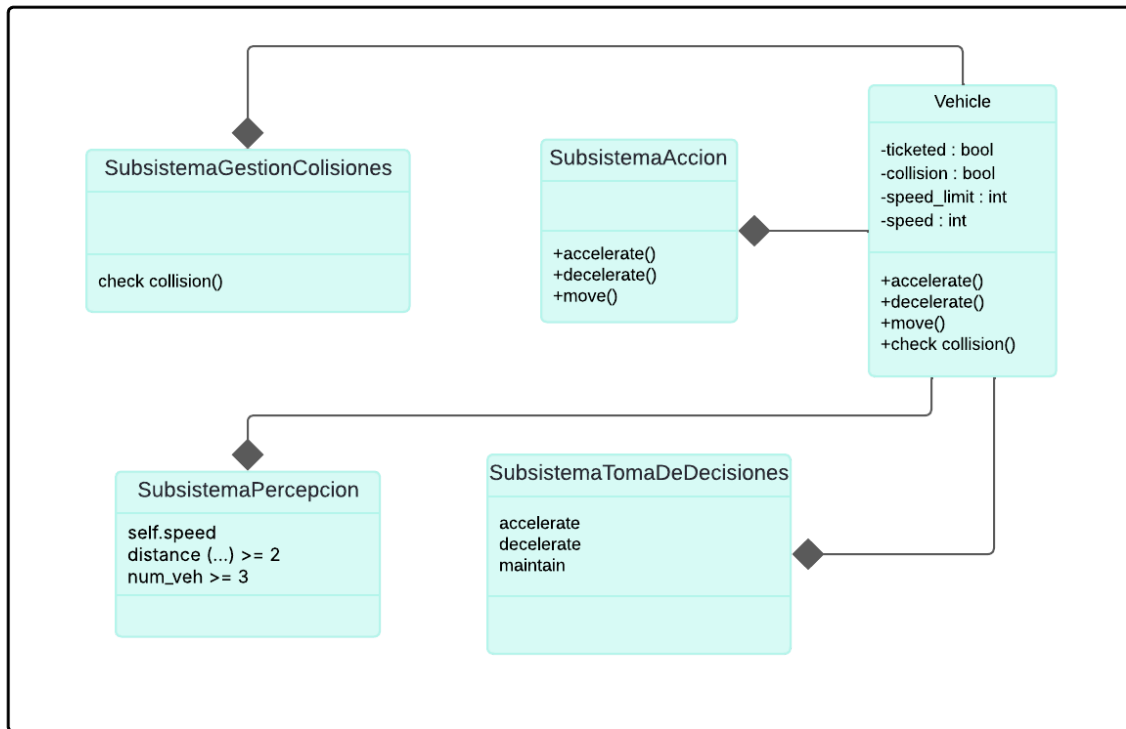 Vehicle
-ticketed : bool
-collision : bool
-speed_limit : int
-speed : int
+accelerate()
+decelerate()
+move()
+check collision()
SubsistemaGestionColisiones
check collision()
SubsistemaAccion
+accelerate()
+decelerate()
+move()
SubsistemaPercepcion
self.speed
distance (...) >= 2
num_veh >= 3
SubsistemaTomaDeDecisiones
accelerate
decelerate
maintain